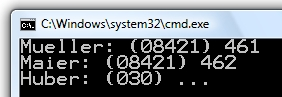 C:\Windows\system32\cmd.exe
Mueller: (08421) 461
Maier: (08421) 462
Huber: (030) ...